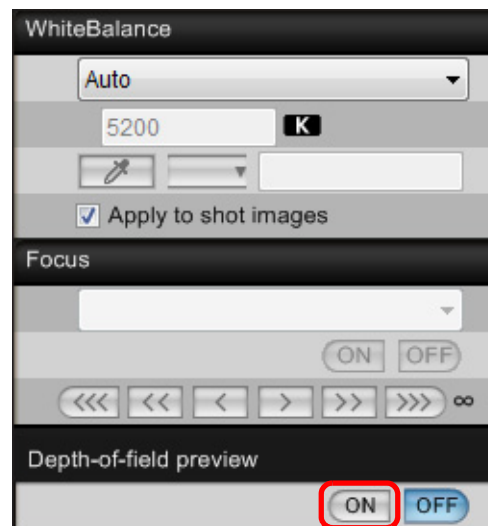 WhiteBalance
Auto
5200 K
Apply to shot images
Focus
ON OFF
<<< << < > >> >>> ∞
Depth-of-field preview
ON OFF